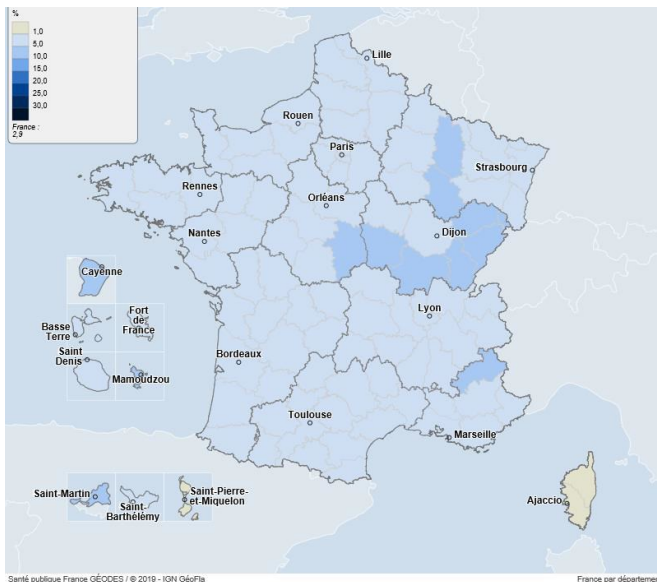 %
1,0
5,0
10,0
15,0
20,0
25,0
30,0
France :
2,9
Lille
Rouen
Paris
Strasbourg
Rennes
Orléans
Nantes
Dijon
Cayenne
Fort
de
France
Basse
Terre
Saint
Denis
Lyon
Bordeaux
Mamoudzou
Toulouse
Marseille
Saint-Martin
Saint-
Barthélémy
Saint-Pierre-
et-Miquelon
Ajaccio
Santé publique France GÉODES / © 2019 - IGN GéoFla
France par départeme